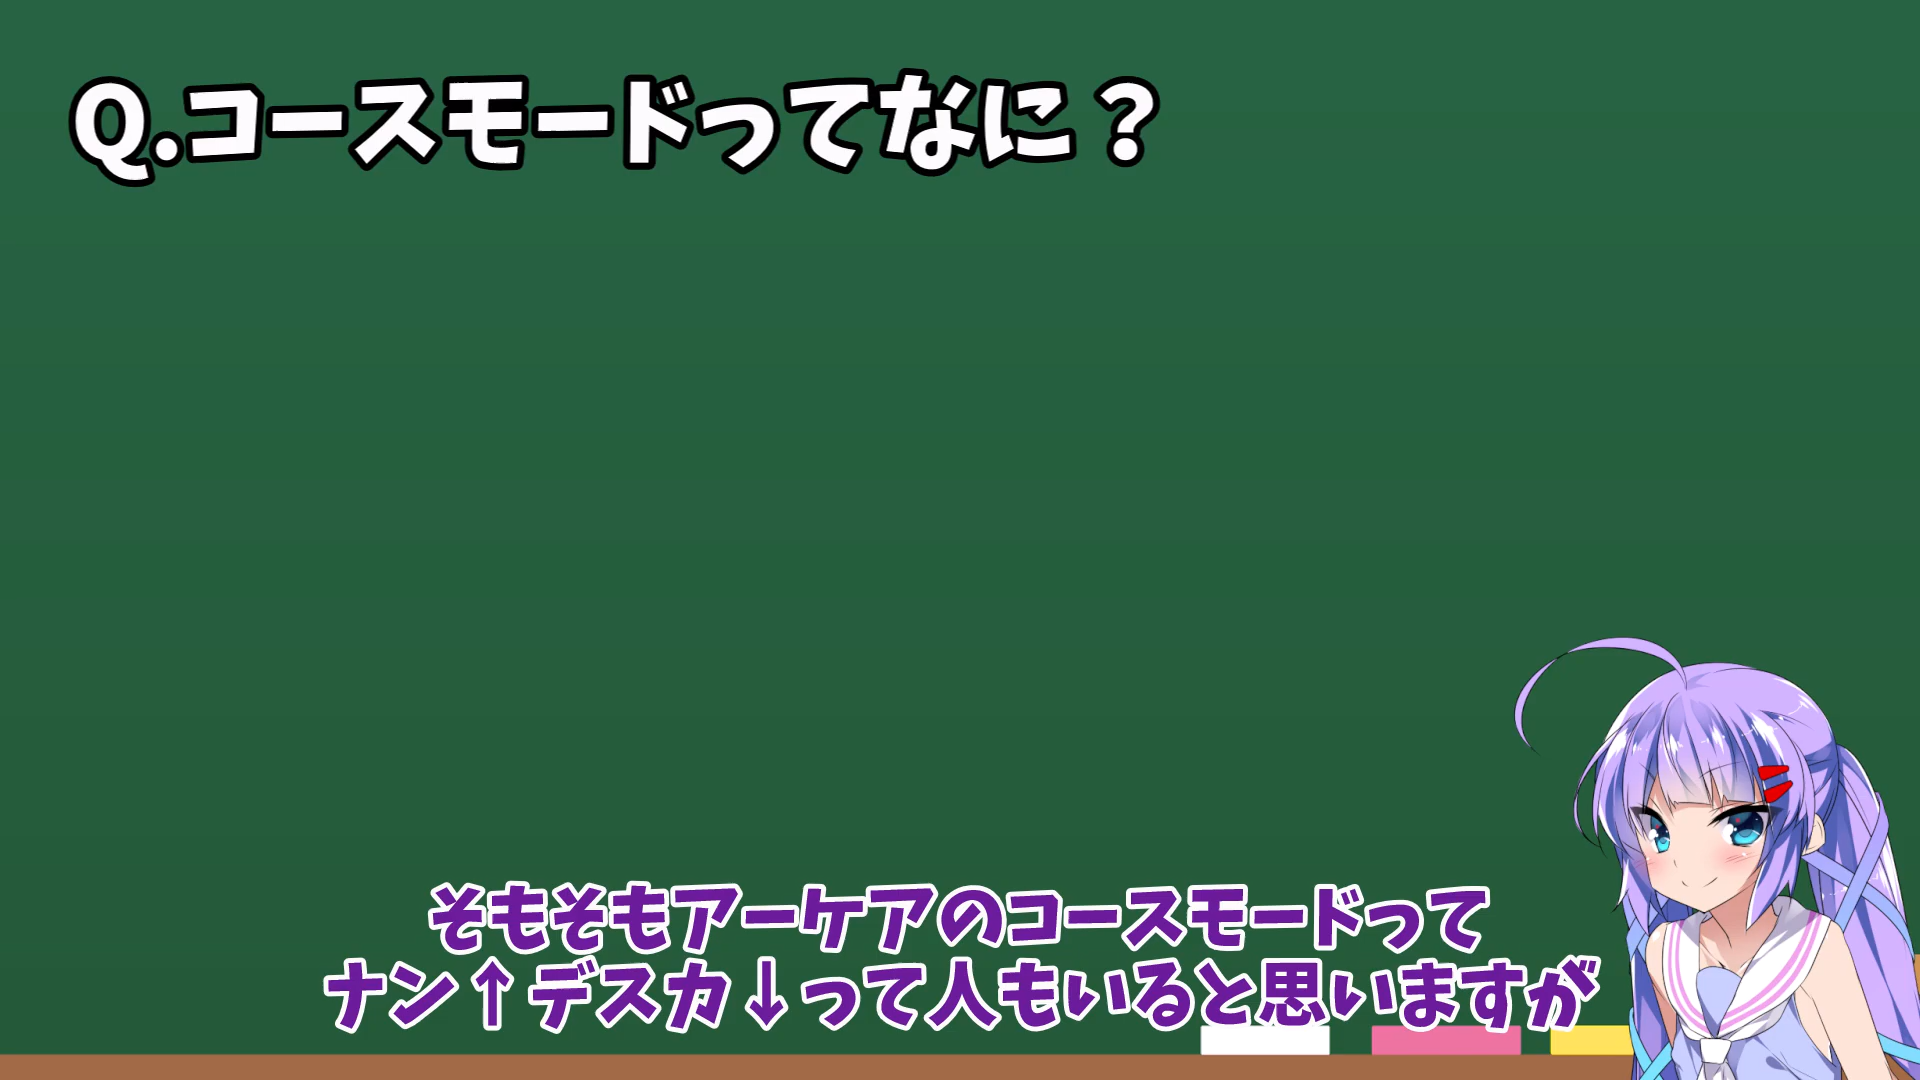 Q.コースモードってなに？
そもそもアーケアのコースモードって
ナン↑デスカ↓って人もいると思いますが